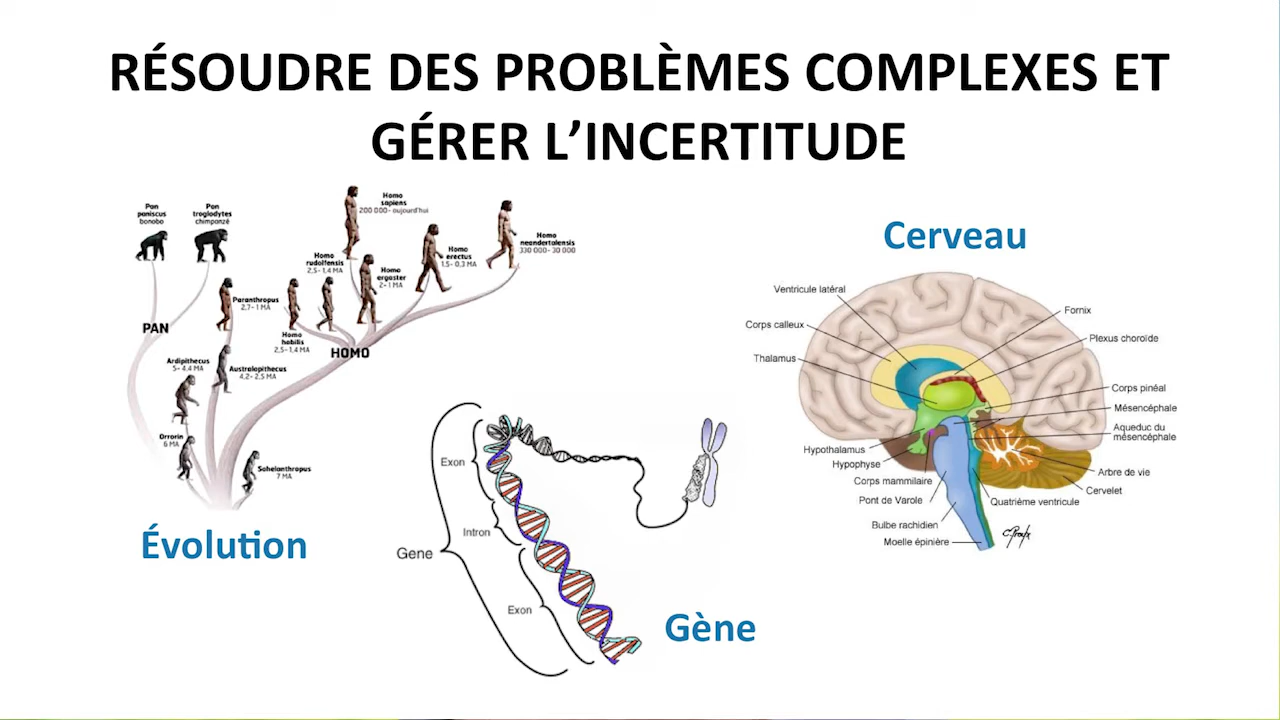 RÉSOUDRE DES PROBLÈMES COMPLEXES ET
GÉRER L’INCERTITUDE
Pan
paniscus
bonobo
Pan
troglodytes
chimpanzé
Homo
sapiens
200 000- aujourd'hui
Homo
neandertalensis
330 000- 30 000
Homo
erectus
1,5- 0,3 MA
Homo
rudolfensis
2,5- 1,4 MA
Homo
ergaster
2- 1 MA
Paranthropus
2,7- 1 MA
PAN
Homo
habilis
2,5- 1,4 MA
HOMO
Ardipithecus
5- 4,4 MA
Australopithecus
4,2- 2,5 MA
Orrorin
6 MA
Sahelanthropus
7 MA
Évolution
Exon
Intron
Gene
Exon
Gène
Cerveau
Ventricule latéral
Corps calleux
Thalamus
Fornix
Plexus choroïde
Corps pinéal
Mésencéphale
Aqueduc du
mésencéphale
Hypothalamus
Hypophyse
Corps mammilaire
Pont de Varole
Arbre de vie
Cervelet
Quatrième ventricule
Bulbe rachidien
Moelle épinière